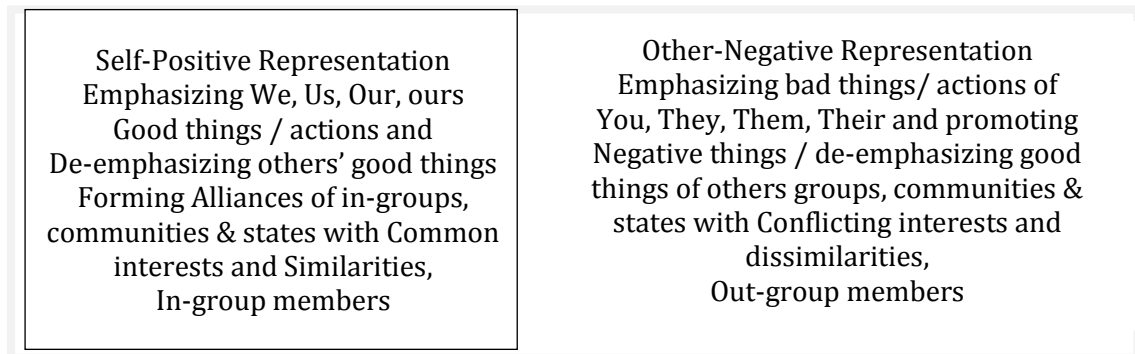 Self-Positive Representation
Emphasizing We, Us, Our, ours
Good things / actions and
De-emphasizing others’ good things
Forming Alliances of in-groups,
communities & states with Common
interests and Similarities,
In-group members
Other-Negative Representation
Emphasizing bad things/ actions of
You, They, Them, Their and promoting
Negative things / de-emphasizing good
things of others groups, communities &
states with Conflicting interests and
dissimilarities,
Out-group members